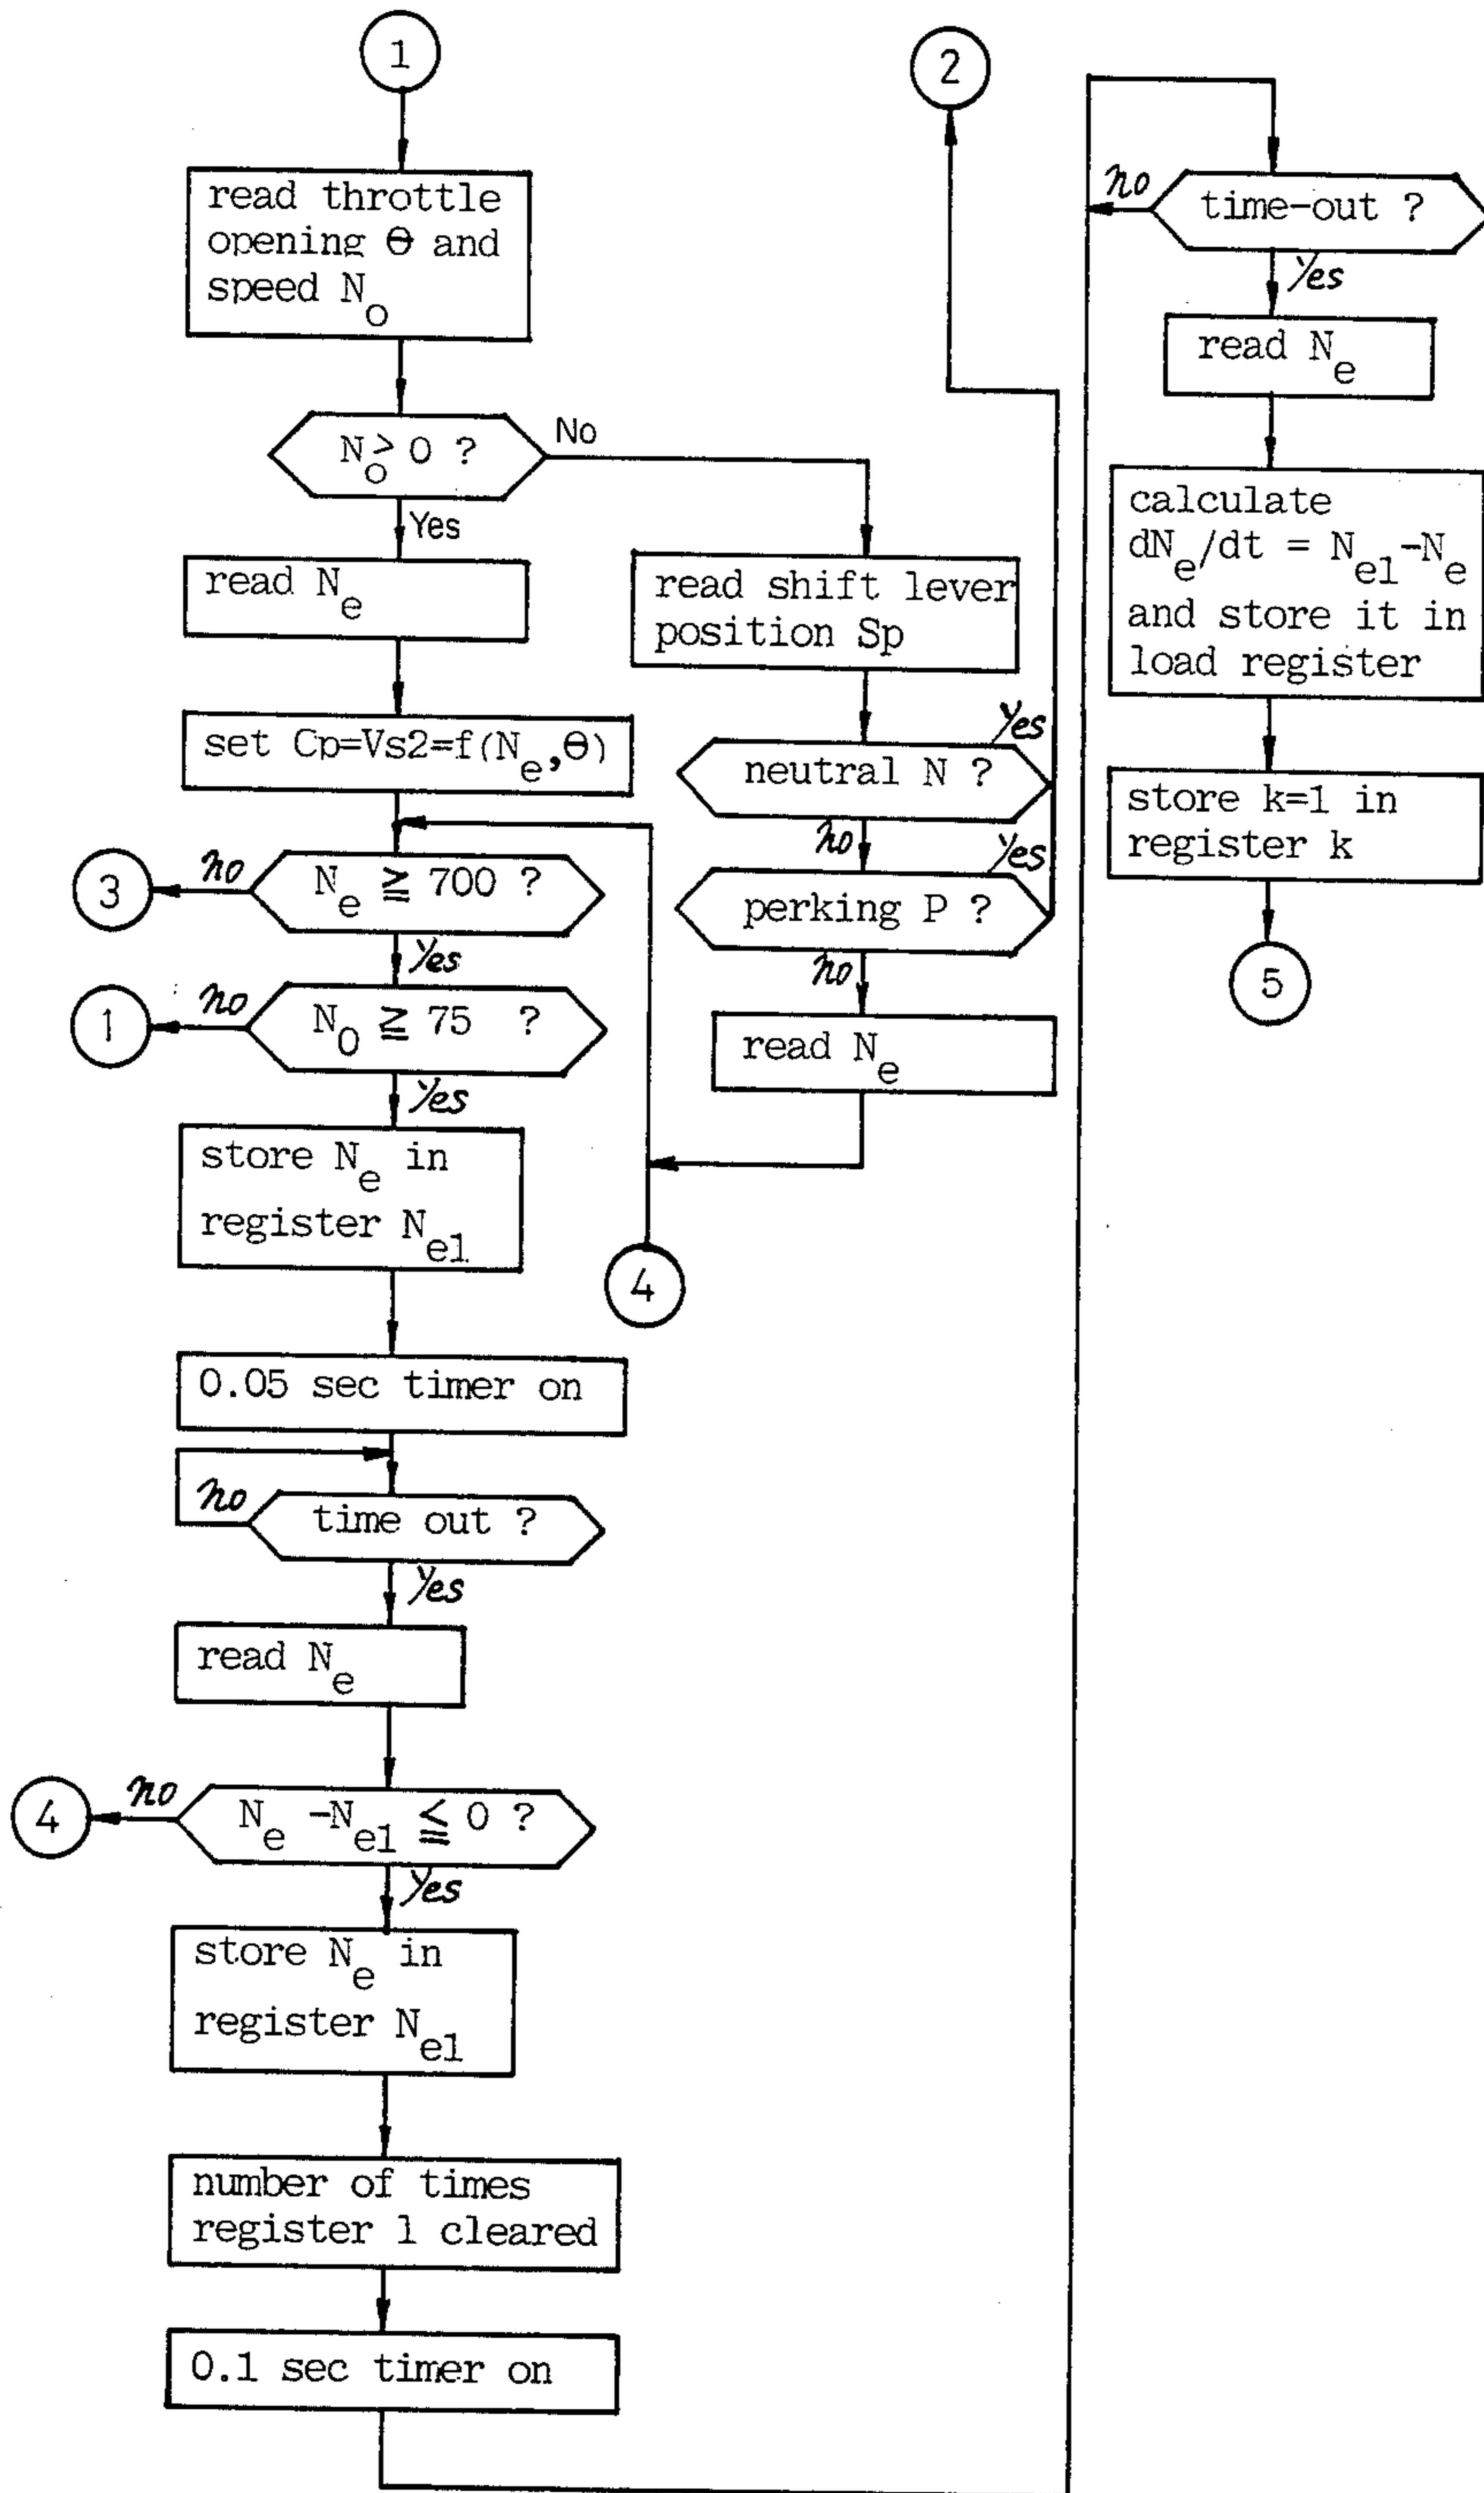 1
read throttle
opening Θ and
speed No
No > 0 ?
No
Yes
read Ne
set Cp=Vs2=f(Ne,Θ)
3
no
Ne ≧ 700 ?
Yes
1
no
N0 ≧ 75 ?
Yes
store Ne in
register Ne1
0.05 sec timer on
no
time out ?
Yes
read Ne
4
no
Ne -Ne1 ≦ 0 ?
Yes
store Ne in
register Ne1
number of times
register 1 cleared
0.1 sec timer on
2
read shift lever
position Sp
Yes
neutral N ?
no
Yes
perking P ?
no
read Ne
4
no
time-out ?
Yes
read Ne
calculate
dNe/dt = Ne1-Ne
and store it in
load register
store k=1 in
register k
5